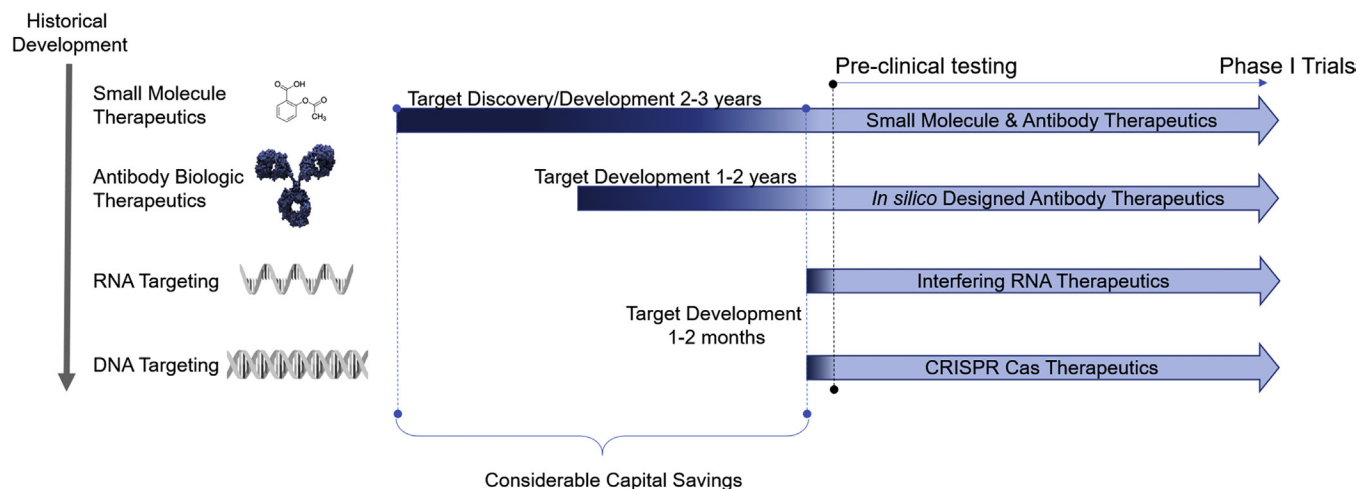 Historical
Development
Small Molecule
Therapeutics
OH
O
O
O
CH3
Antibody Biologic
Therapeutics
RNA Targeting
DNA Targeting
Pre-clinical testing
Phase I Trials
Target Discovery/Development 2-3 years
Small Molecule & Antibody Therapeutics
Target Development 1-2 years
In silico Designed Antibody Therapeutics
Interfering RNA Therapeutics
Target Development
1-2 months
CRISPR Cas Therapeutics
Considerable Capital Savings